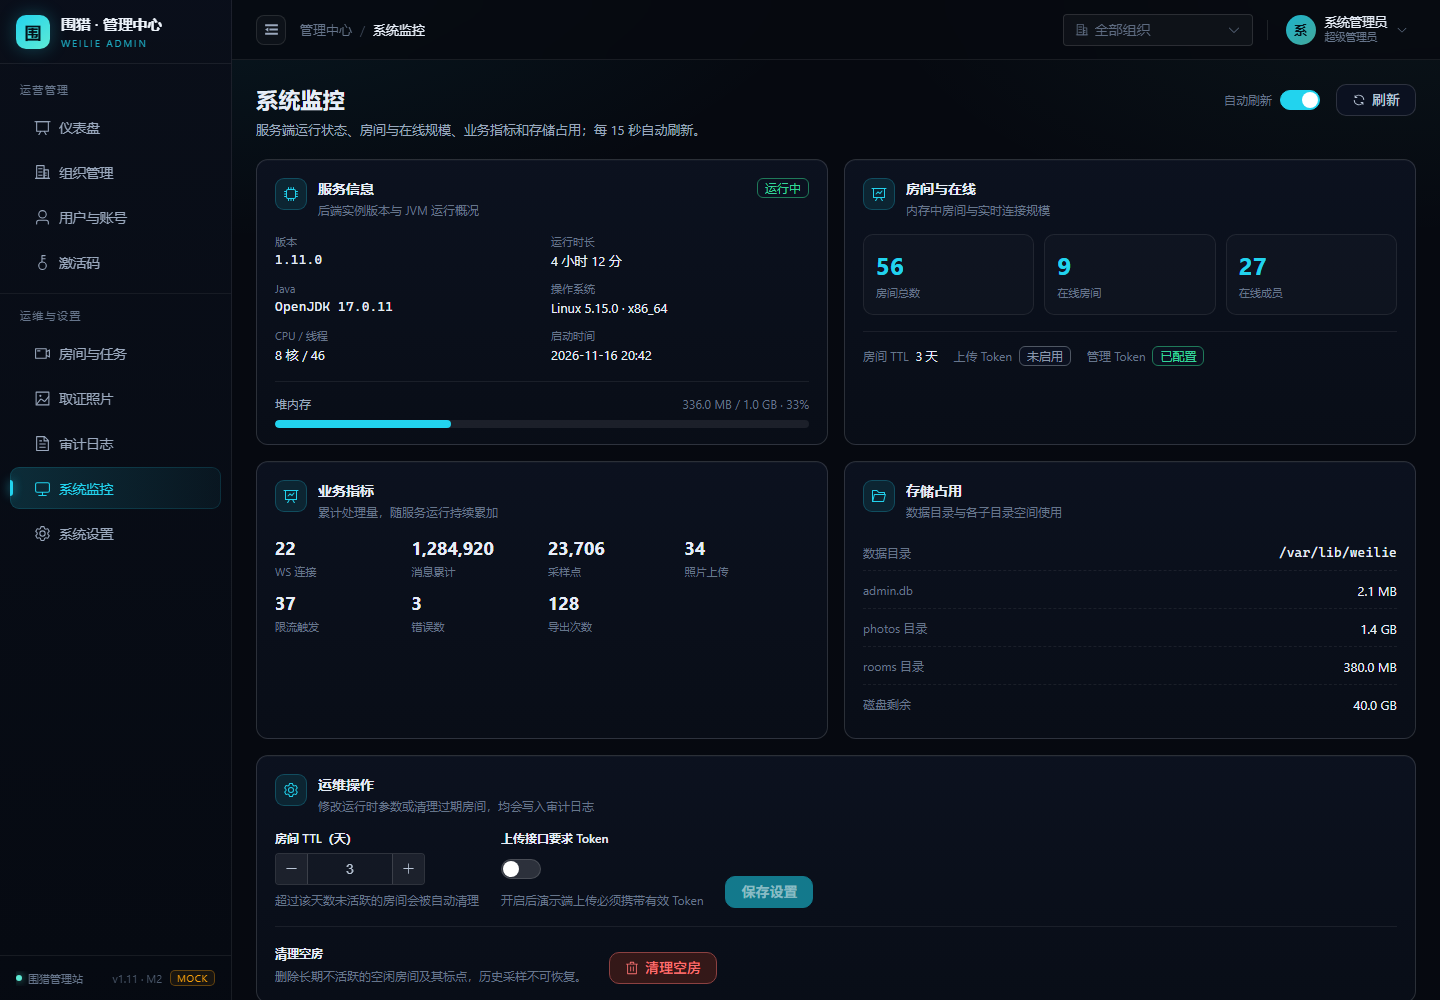 围
围猎 · 管理中心
WEILIE ADMIN
运营管理
仪表盘
组织管理
用户与账号
激活码
运维与设置
房间与任务
取证照片
审计日志
系统监控
系统设置
围猎管理站
v1.11 · M2
MOCK
管理中心 / 系统监控
全部组织
系
系统管理员
超级管理员
系统监控
服务端运行状态、房间与在线规模、业务指标和存储占用；每 15 秒自动刷新。
自动刷新
刷新
服务信息
后端实例版本与 JVM 运行概况
运行中
版本
1.11.0
运行时长
4 小时 12 分
Java
OpenJDK 17.0.11
操作系统
Linux 5.15.0 · x86_64
CPU / 线程
8 核 / 46
启动时间
2026-11-16 20:42
堆内存
336.0 MB / 1.0 GB · 33%
房间与在线
内存中房间与实时连接规模
56
房间总数
9
在线房间
27
在线成员
房间 TTL 3 天
上传 Token 未启用
管理 Token 已配置
业务指标
累计处理量，随服务运行持续累加
22
WS 连接
1,284,920
消息累计
23,706
采样点
34
照片上传
37
限流触发
3
错误数
128
导出次数
存储占用
数据目录与各子目录空间使用
数据目录
/var/lib/weilie
admin.db
2.1 MB
photos 目录
1.4 GB
rooms 目录
380.0 MB
磁盘剩余
40.0 GB
运维操作
修改运行时参数或清理过期房间，均会写入审计日志
房间 TTL（天）
3
超过该天数未活跃的房间会被自动清理
上传接口要求 Token
开启后演示端上传必须携带有效 Token
保存设置
清理空房
删除长期不活跃的空闲房间及其标点，历史采样不可恢复。
清理空房